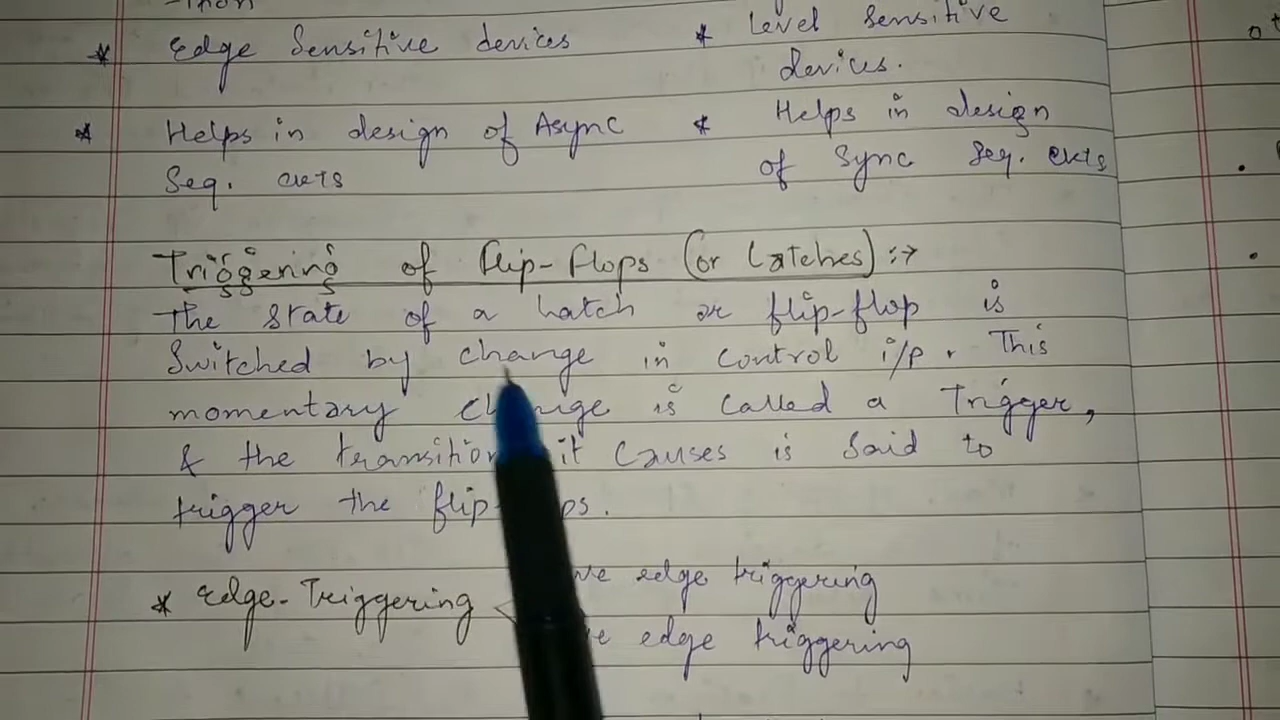 * Edge Sensitive devices
* Level Sensitive
devices.
* Helps in design of Async
Seq. ckts
* Helps in design
of Sync Seq. ckts
Triggering of Flip-Flops (or Latches) :→
The state of a hatch or flip-flop is
Switched by change in control i/p. This
momentary change is called a Trigger,
& the transition it causes is said to
trigger the
* Edge-Triggering
ve edge triggering
edge triggering